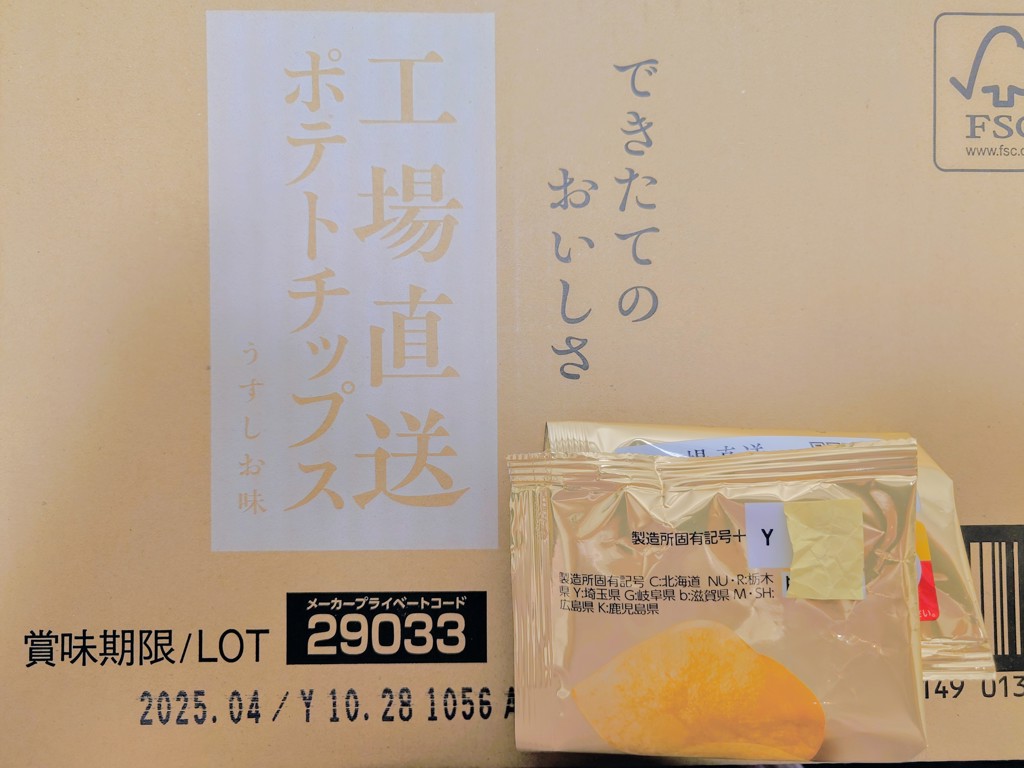 工場直送
ポテトチップス
うすしお味
できたての
おいしさ
FSC
賞味期限/LOT
メーカープライベートコード
29033
2025.04/Y 10.28 1056
製造所固有記号+ Y
製造所固有記号 C:北海道 NU・R:栃木
県 Y:埼玉県 G:岐阜県 b:滋賀県 M・SH:
広島県 K:鹿児島県
149 013